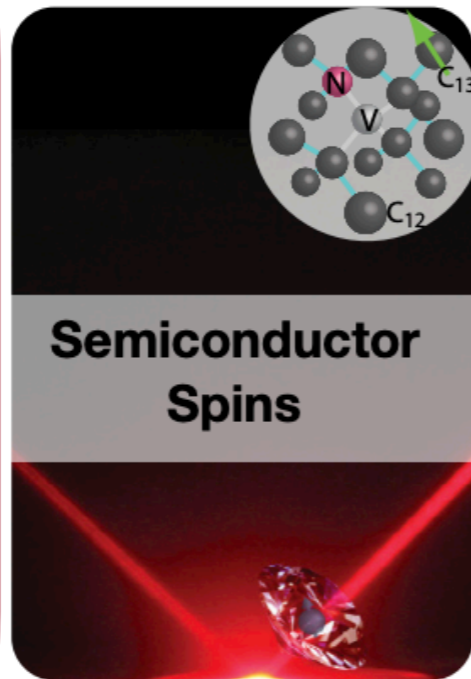 N
C₁₃
V
C₁₂
Semiconductor
Spins